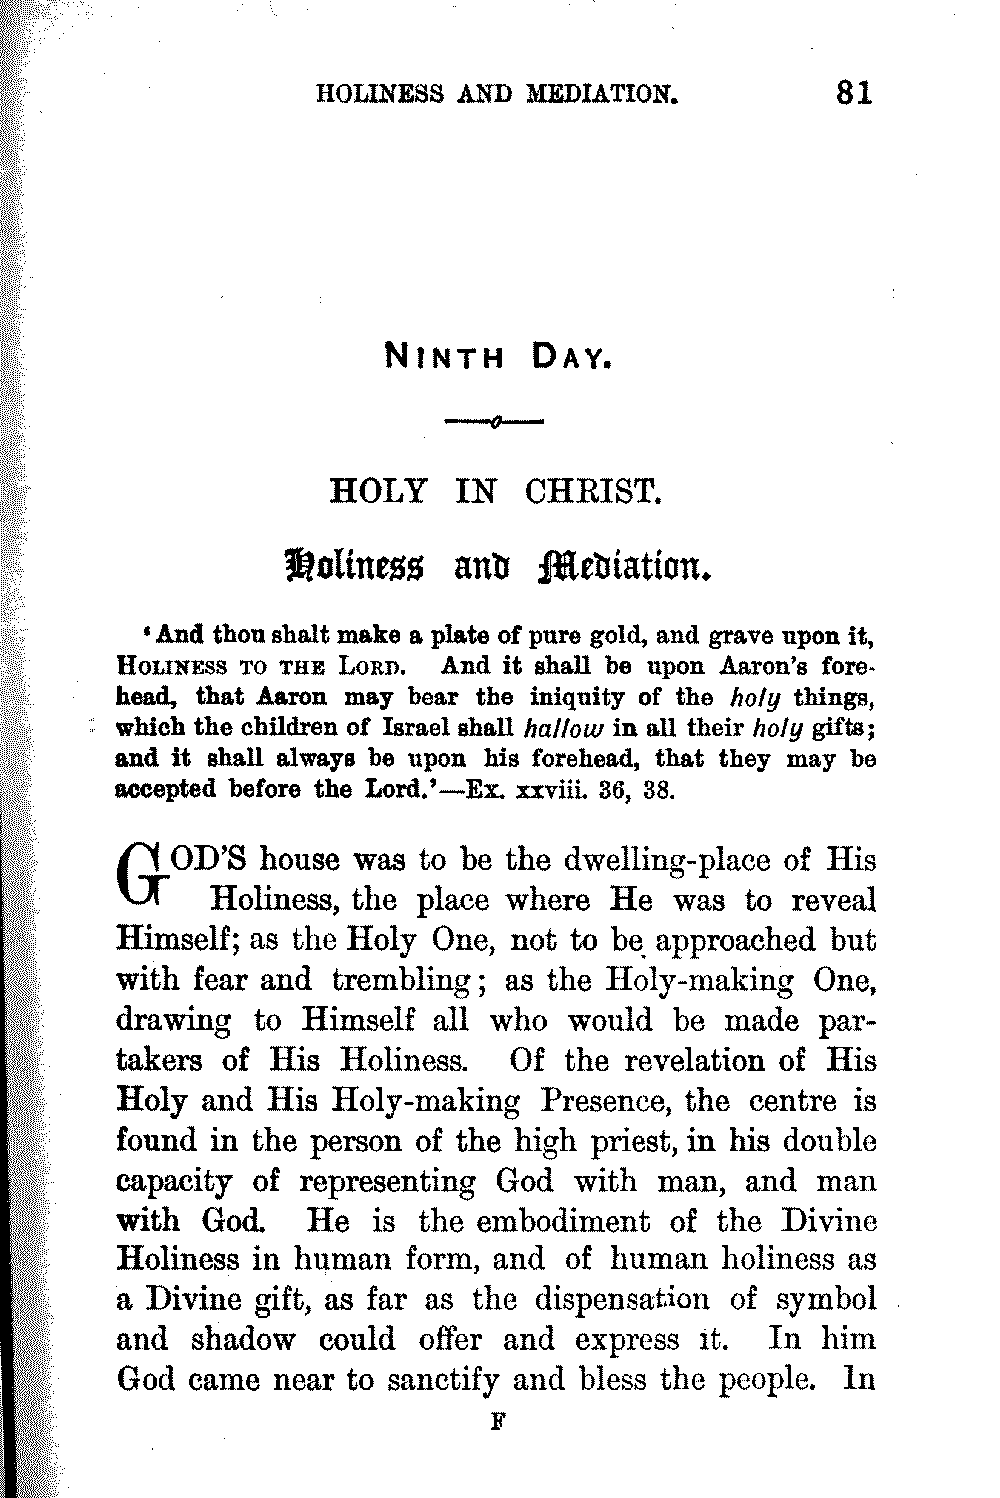 HOLINESS AND MEDIATION. 81
NINTH DAY.
HOLY IN CHRIST.
Holiness and Mediation.
‘And thou shalt make a plate of pure gold, and grave upon it,
HOLINESS TO THE LORD. And it shall be upon Aaron’s fore-
head, that Aaron may bear the iniquity of the holy things,
which the children of Israel shall hallow in all their holy gifts;
and it shall always be upon his forehead, that they may be
accepted before the Lord.’—Ex. xxviii. 36, 38.
GOD’S house was to be the dwelling-place of His
Holiness, the place where He was to reveal
Himself; as the Holy One, not to be approached but
with fear and trembling; as the Holy-making One,
drawing to Himself all who would be made par-
takers of His Holiness. Of the revelation of His
Holy and His Holy-making Presence, the centre is
found in the person of the high priest, in his double
capacity of representing God with man, and man
with God. He is the embodiment of the Divine
Holiness in human form, and of human holiness as
a Divine gift, as far as the dispensation of symbol
and shadow could offer and express it. In him
God came near to sanctify and bless the people. In
F